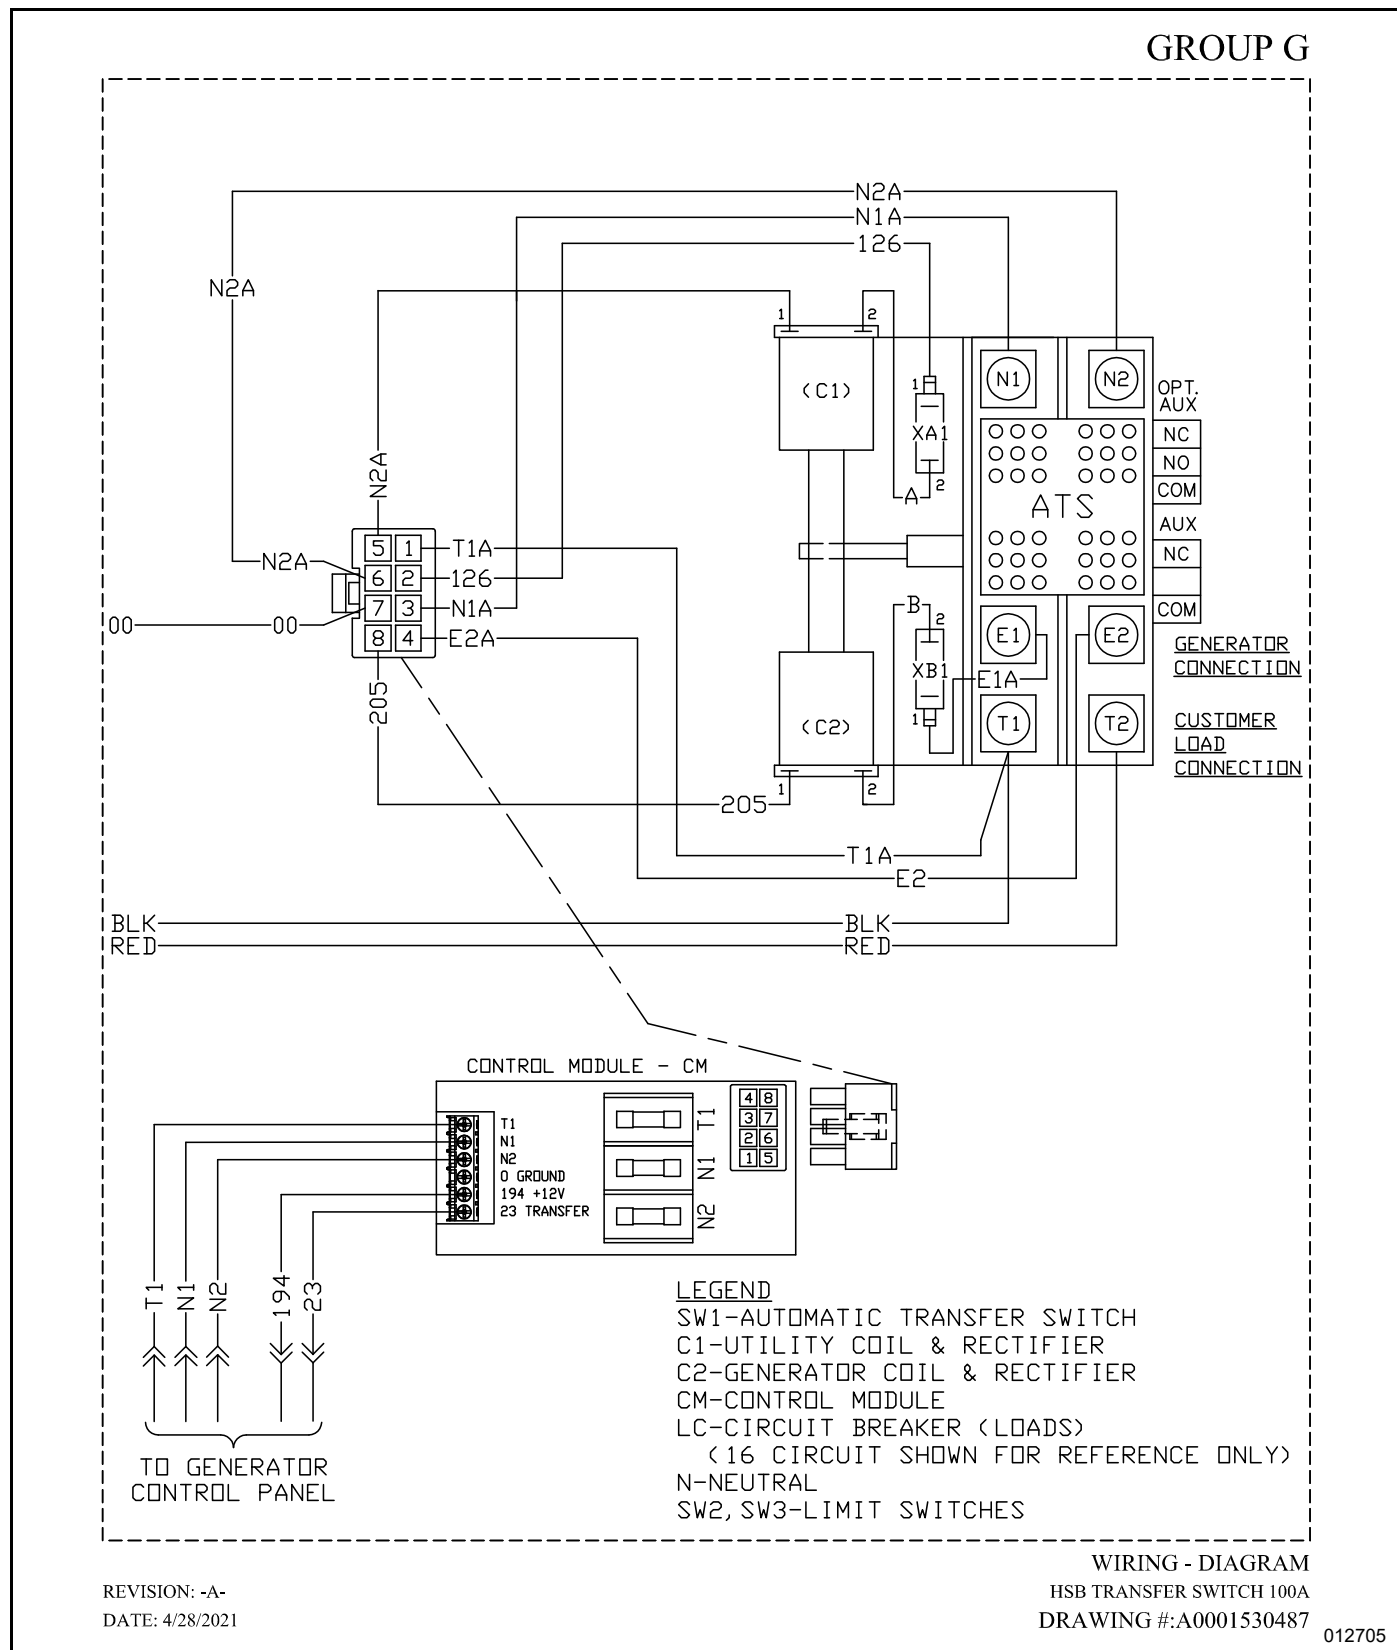 GROUP G
N2A
N1A
126
N2A
1
2
(C1)
1
XA1
2
A
N1
N2
OPT.
AUX
NC
NO
COM
ATS
AUX
NC
COM
N2A
5
1
T1A
N2A
6
2
126
00
00
7
3
N1A
8
4
E2A
205
B
2
XB1
1
E1A
E1
E2
GENERATOR
CONNECTION
(C2)
T1
T2
CUSTOMER
LOAD
CONNECTION
1
2
205
T1A
E2
BLK
BLK
RED
RED
CONTROL MODULE - CM
T1
N1
N2
0 GROUND
194 +12V
23 TRANSFER
T1
N1
N2
4 8
3 7
2 6
1 5
T1
N1
N2
194
23
TO GENERATOR
CONTROL PANEL
LEGEND
SW1-AUTOMATIC TRANSFER SWITCH
C1-UTILITY COIL & RECTIFIER
C2-GENERATOR COIL & RECTIFIER
CM-CONTROL MODULE
LC-CIRCUIT BREAKER (LOADS)
(16 CIRCUIT SHOWN FOR REFERENCE ONLY)
N-NEUTRAL
SW2,SW3-LIMIT SWITCHES
REVISION: -A-
DATE: 4/28/2021
WIRING - DIAGRAM
HSB TRANSFER SWITCH 100A
DRAWING #:A0001530487
012705